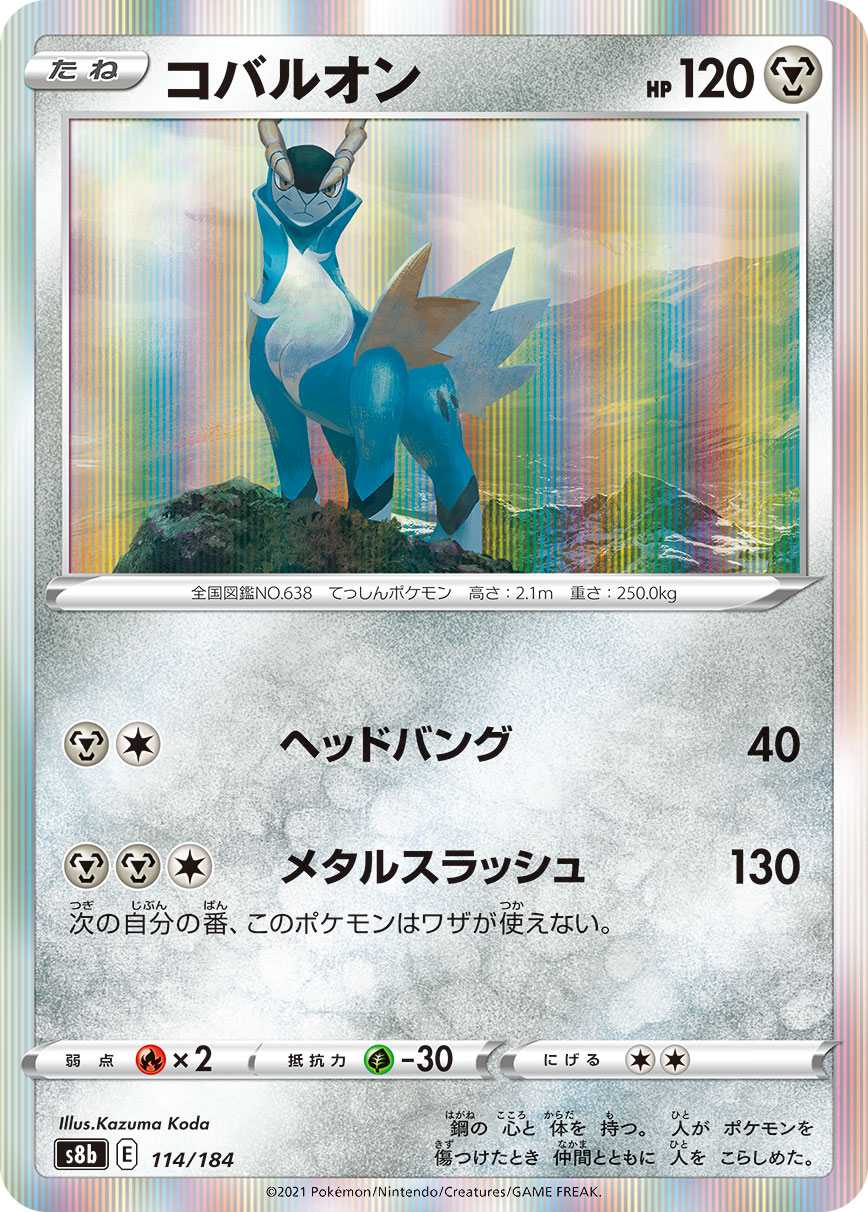 たね コバルオン HP 120
全国図鑑NO.638 てっしんポケモン 高さ:2.1m 重さ:250.0kg
ヘッドバング 40
メタルスラッシュ 130
次の自分の番、このポケモンはワザが使えない。
弱点 ×2 抵抗力 -30 にげる
Illus.Kazuma Koda
s8b E 114/184
鋼の 心と 体を 持つ。 人が ポケモンを
傷つけたとき 仲間とともに 人を こらしめた。
©2021 Pokémon/Nintendo/Creatures/GAME FREAK.